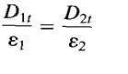 D₁ₜ / ε₁ = D₂ₜ / ε₂